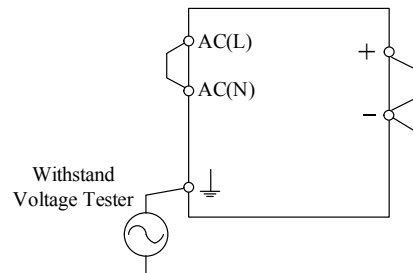 AC(L)
+
AC(N)
−
Withstand
Voltage Tester